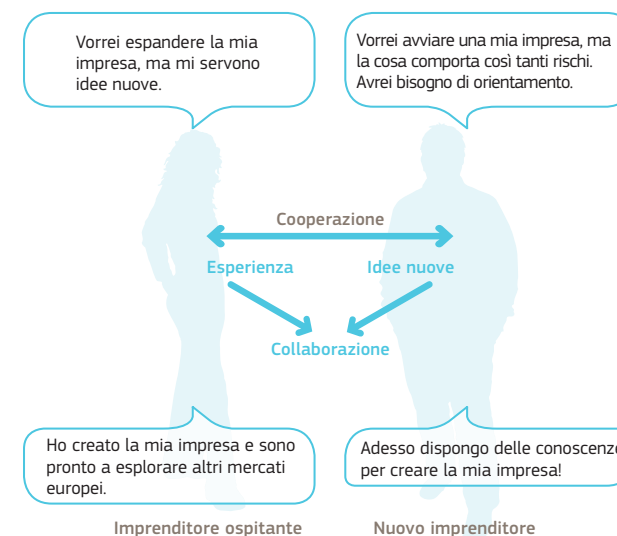 Vorrei espandere la mia
impresa, ma mi servono
idee nuove.
Vorrei avviare una mia impresa, ma
la cosa comporta così tanti rischi.
Avrei bisogno di orientamento.
Cooperazione
Esperienza
Idee nuove
Collaborazione
Ho creato la mia impresa e sono
pronto a esplorare altri mercati
europei.
Adesso dispongo delle conoscenze
per creare la mia impresa!
Imprenditore ospitante
Nuovo imprenditore